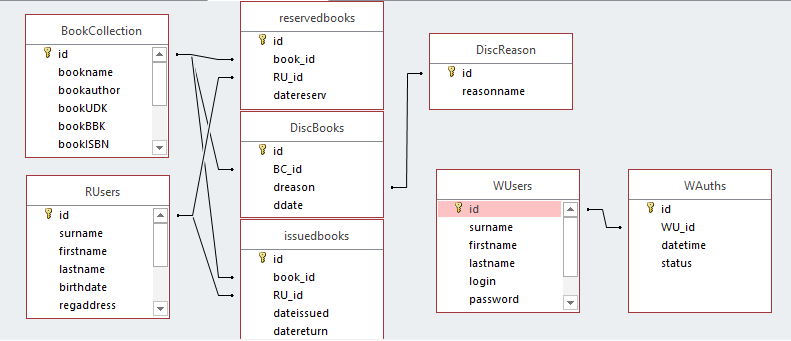 BookCollection
id
bookname
bookauthor
bookUDK
bookBBK
bookISBN
RUsers
id
surname
firstname
lastname
birthdate
regaddress
reservedbooks
id
book_id
RU_id
datereserv
DiscBooks
id
BC_id
dreason
ddate
issuedbooks
id
book_id
RU_id
dateissued
datereturn
DiscReason
id
reasonname
WUsers
id
surname
firstname
lastname
login
password
WAuths
id
WU_id
datetime
status